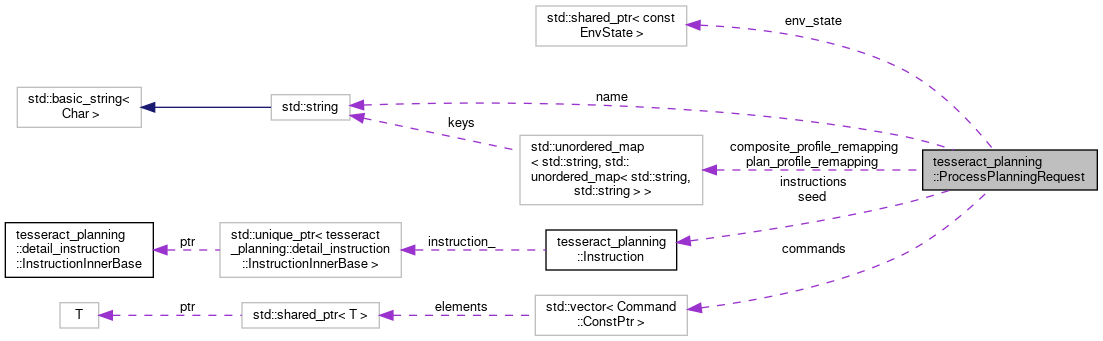 std::shared_ptr< const
EnvState >
env_state
std::basic_string<
Char >
std::string
name
keys
std::unordered_map
< std::string, std::
unordered_map< std::string,
std::string > >
composite_profile_remapping
plan_profile_remapping
tesseract_planning
::ProcessPlanningRequest
instructions
seed
tesseract_planning
::detail_instruction
::InstructionInnerBase
ptr
std::unique_ptr< tesseract
_planning::detail_instruction
::InstructionInnerBase >
instruction_
tesseract_planning
::Instruction
commands
T
ptr
std::shared_ptr< T >
elements
std::vector< Command
::ConstPtr >